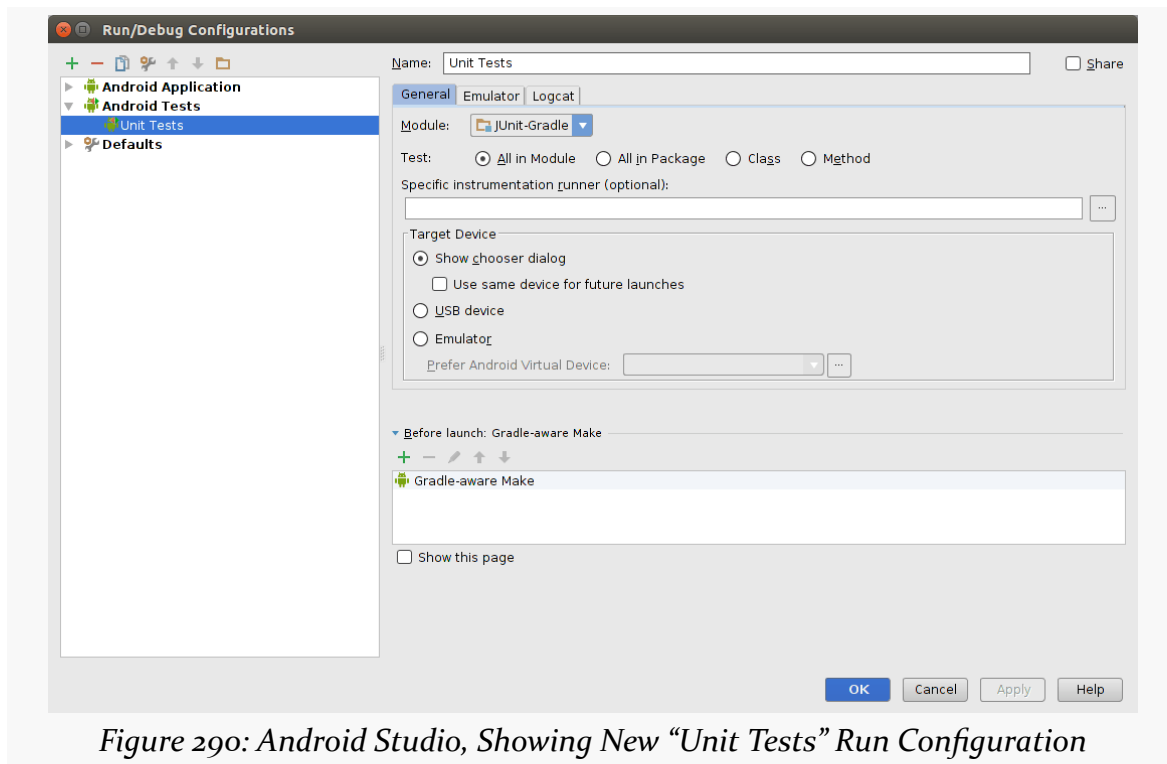 Run/Debug Configurations
Android Application
Android Tests
Unit Tests
Defaults
Name: Unit Tests Share
General Emulator Logcat
Module: JUnit-Gradle
Test: All in Module All in Package Class Method
Specific instrumentation runner (optional):
...
Target Device
Show chooser dialog
Use same device for future launches
USB device
Emulator
Prefer Android Virtual Device: ...
Before launch: Gradle-aware Make
Gradle-aware Make
Show this page
OK Cancel Apply Help
Figure 290: Android Studio, Showing New “Unit Tests” Run Configuration